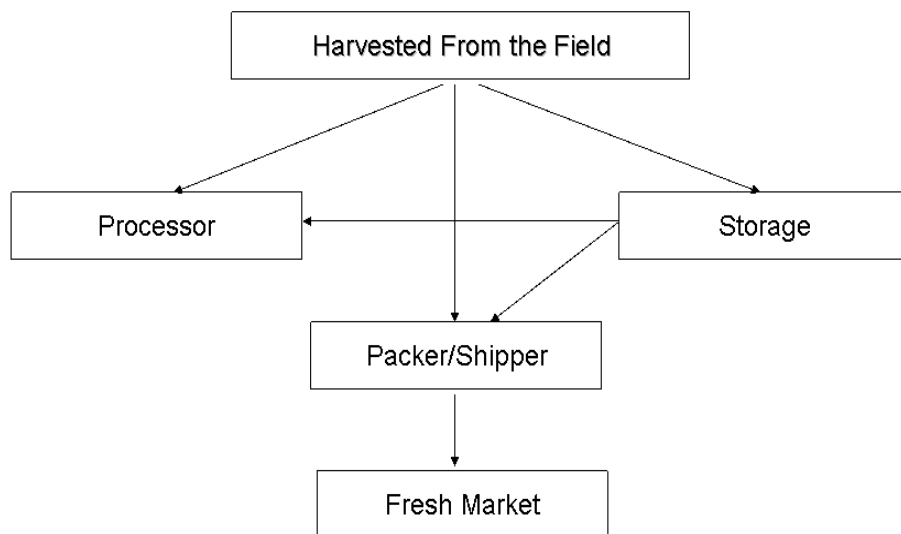 Harvested From the Field
Processor
Storage
Packer/Shipper
Fresh Market